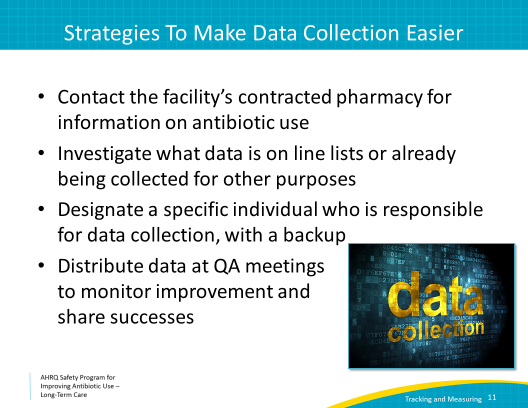 Strategies To Make Data Collection Easier
• Contact the facility’s contracted pharmacy for
information on antibiotic use
• Investigate what data is on line lists or already
being collected for other purposes
• Designate a specific individual who is responsible
for data collection, with a backup
• Distribute data at QA meetings
to monitor improvement and
share successes
data
collection
AHRQ Safety Program for
Improving Antibiotic Use –
Long-Term Care
Tracking and Measuring 11